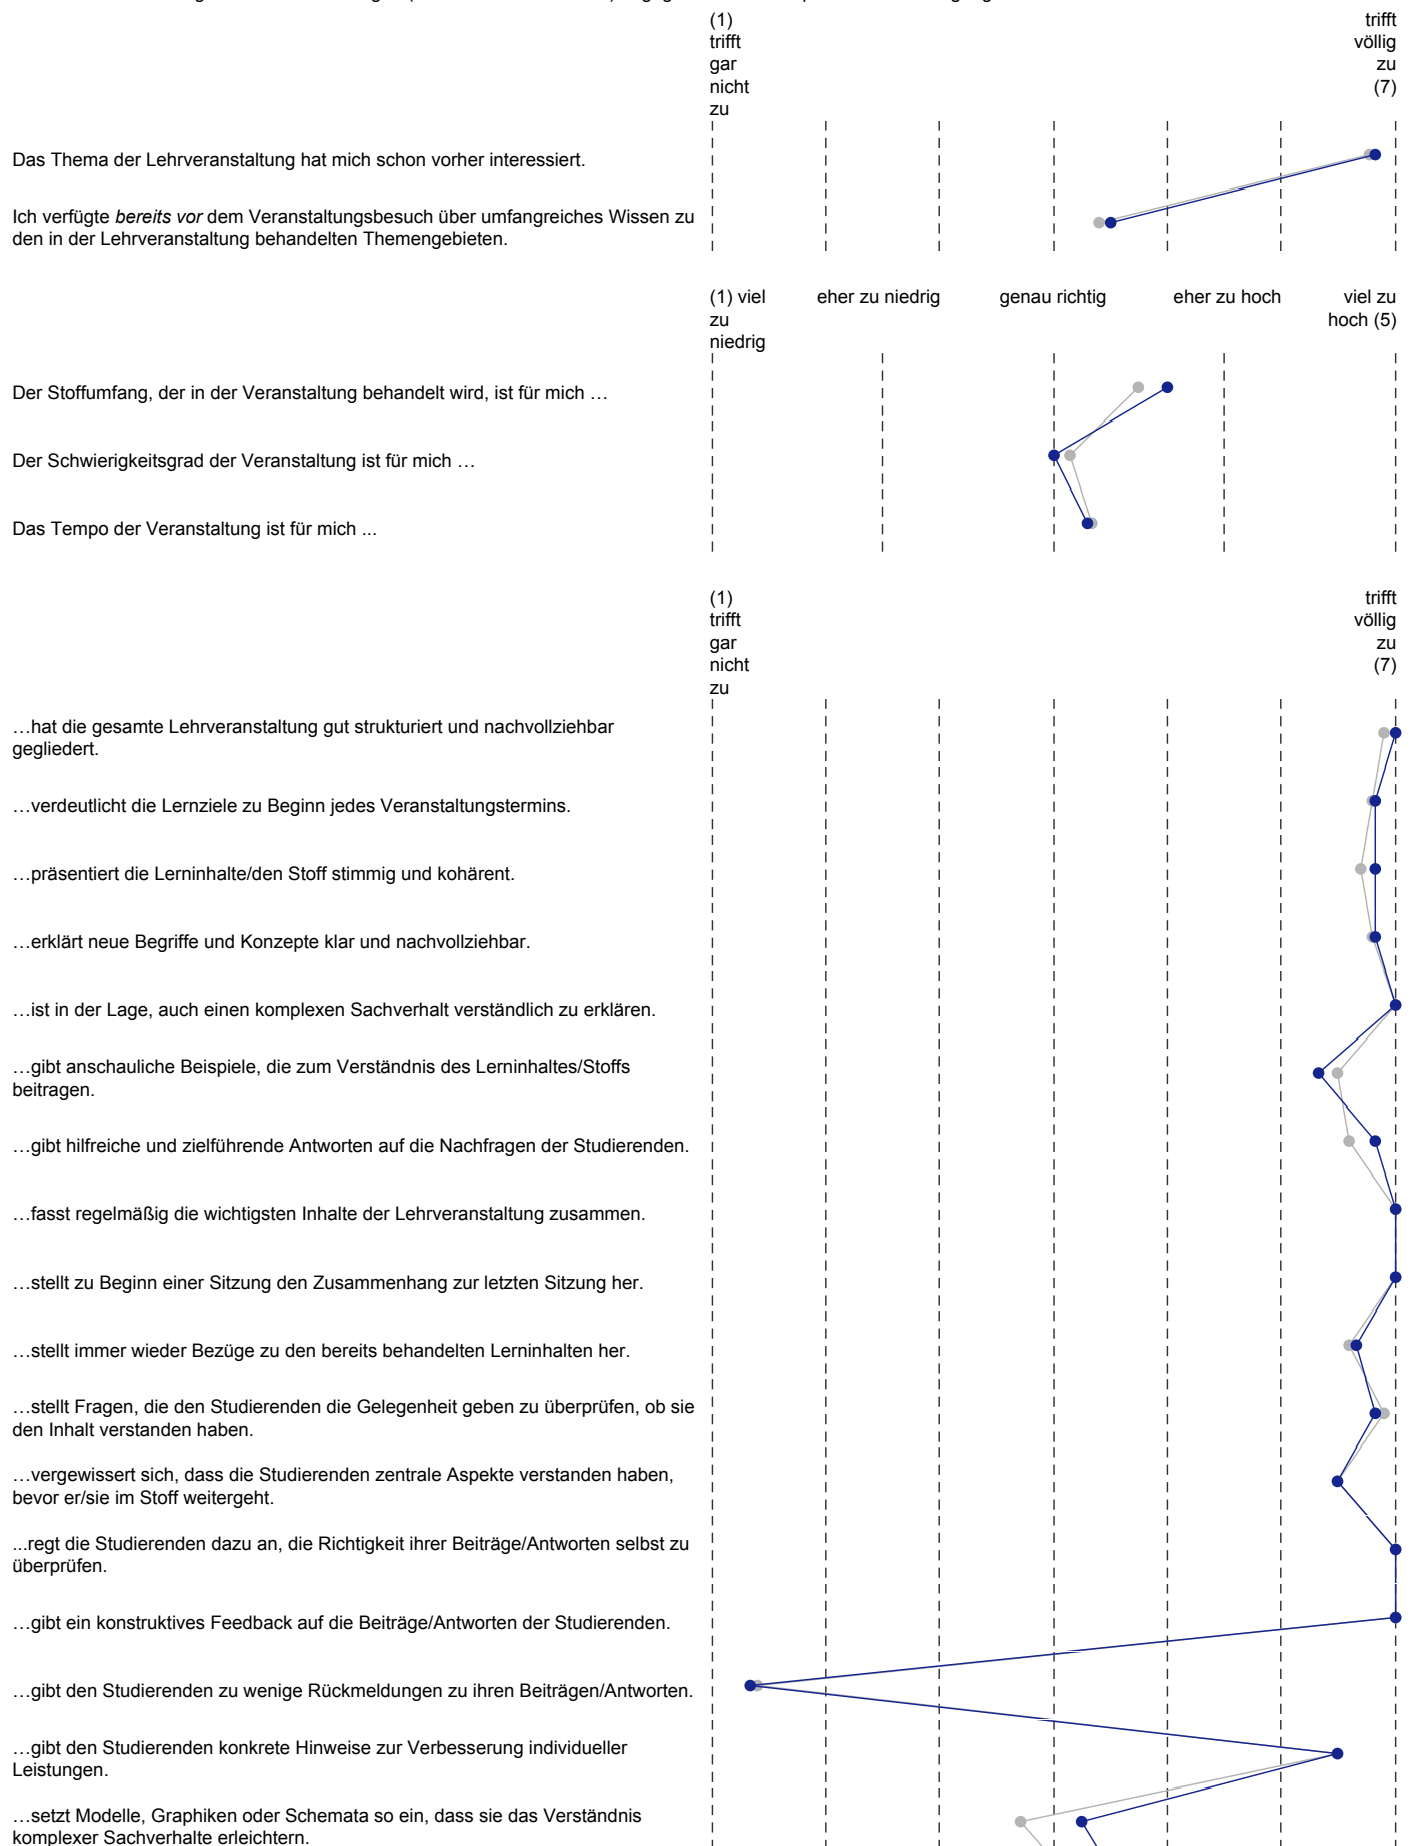 (1)
trifft
gar
nicht
zu
trifft
völlig
zu
(7)
Das Thema der Lehrveranstaltung hat mich schon vorher interessiert.
Ich verfügte bereits vor dem Veranstaltungsbesuch über umfangreiches Wissen zu
den in der Lehrveranstaltung behandelten Themengebieten.
(1) viel
zu
niedrig
eher zu niedrig
genau richtig
eher zu hoch
viel zu
hoch (5)
Der Stoffumfang, der in der Veranstaltung behandelt wird, ist für mich …
Der Schwierigkeitsgrad der Veranstaltung ist für mich …
Das Tempo der Veranstaltung ist für mich ...
(1)
trifft
gar
nicht
zu
trifft
völlig
zu
(7)
…hat die gesamte Lehrveranstaltung gut strukturiert und nachvollziehbar
gegliedert.
…verdeutlicht die Lernziele zu Beginn jedes Veranstaltungstermins.
…präsentiert die Lerninhalte/den Stoff stimmig und kohärent.
…erklärt neue Begriffe und Konzepte klar und nachvollziehbar.
…ist in der Lage, auch einen komplexen Sachverhalt verständlich zu erklären.
…gibt anschauliche Beispiele, die zum Verständnis des Lerninhaltes/Stoffs
beitragen.
…gibt hilfreiche und zielführende Antworten auf die Nachfragen der Studierenden.
…fasst regelmäßig die wichtigsten Inhalte der Lehrveranstaltung zusammen.
…stellt zu Beginn einer Sitzung den Zusammenhang zur letzten Sitzung her.
…stellt immer wieder Bezüge zu den bereits behandelten Lerninhalten her.
…stellt Fragen, die den Studierenden die Gelegenheit geben zu überprüfen, ob sie
den Inhalt verstanden haben.
…vergewissert sich, dass die Studierenden zentrale Aspekte verstanden haben,
bevor er/sie im Stoff weitergeht.
...regt die Studierenden dazu an, die Richtigkeit ihrer Beiträge/Antworten selbst zu
überprüfen.
…gibt ein konstruktives Feedback auf die Beiträge/Antworten der Studierenden.
…gibt den Studierenden zu wenige Rückmeldungen zu ihren Beiträgen/Antworten.
…gibt den Studierenden konkrete Hinweise zur Verbesserung individueller
Leistungen.
…setzt Modelle, Graphiken oder Schemata so ein, dass sie das Verständnis
komplexer Sachverhalte erleichtern.